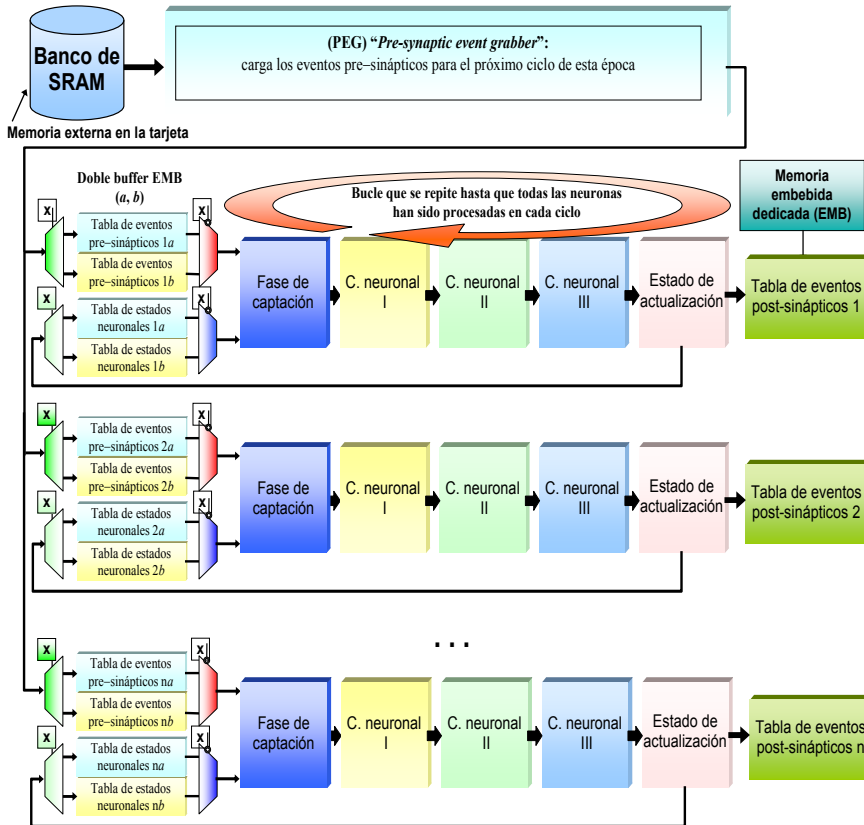 Banco de
SRAM
(PEG) “Pre-synaptic event grabber”:
carga los eventos pre–sinápticos para el próximo ciclo de esta época
Memoria externa en la tarjeta
Doble buffer EMB
(a, b)
Bucle que se repite hasta que todas las neuronas
han sido procesadas en cada ciclo
Memoria
embebida
dedicada (EMB)
X
X
Tabla de eventos
pre–sinápticos 1a
Tabla de eventos
pre–sinápticos 1b
X
X
Tabla de estados
neuronales 1a
Tabla de estados
neuronales 1b
Fase de
captación
C. neuronal
I
C. neuronal
II
C. neuronal
III
Estado de
actualización
Tabla de eventos
post-sinápticos 1
X
X
Tabla de eventos
pre–sinápticos 2a
Tabla de eventos
pre–sinápticos 2b
X
X
Tabla de estados
neuronales 2a
Tabla de estados
neuronales 2b
Fase de
captación
C. neuronal
I
C. neuronal
II
C. neuronal
III
Estado de
actualización
Tabla de eventos
post-sinápticos 2
. . .
X
X
Tabla de eventos
pre–sinápticos na
Tabla de eventos
pre–sinápticos nb
X
X
Tabla de estados
neuronales na
Tabla de estados
neuronales nb
Fase de
captación
C. neuronal
I
C. neuronal
II
C. neuronal
III
Estado de
actualización
Tabla de eventos
post-sinápticos n